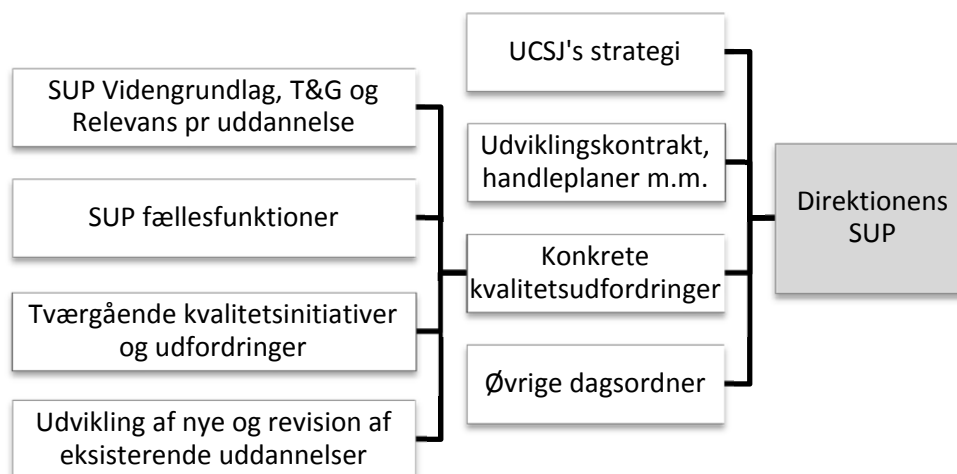 SUP Videngrundlag, T&G og
Relevans pr uddannelse
SUP fællesfunktioner
Tværgående kvalitetsinitiativer
og udfordringer
Udvikling af nye og revision af
eksisterende uddannelser
UCSJ's strategi
Udviklingskontrakt,
handleplaner m.m.
Konkrete
kvalitetsudfordringer
Øvrige dagsordner
Direktionens
SUP